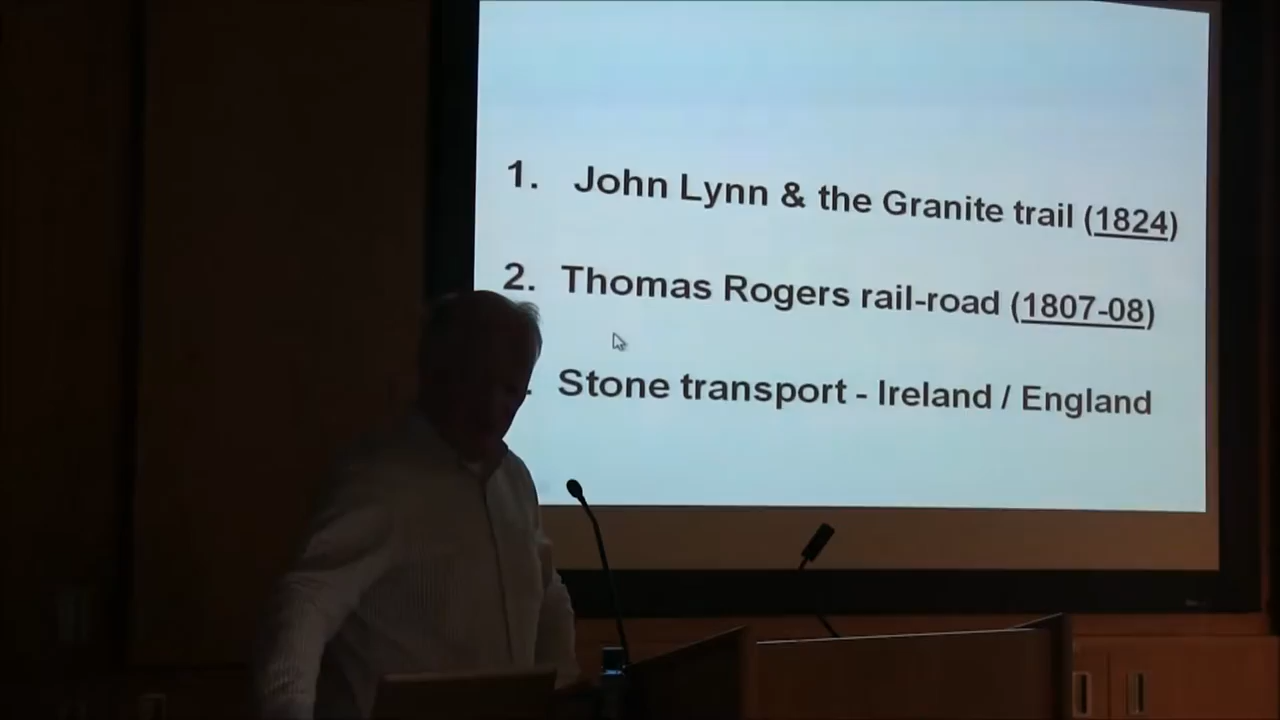 1. John Lynn & the Granite trail (1824)
2. Thomas Rogers rail-road (1807-08)
. Stone transport - Ireland / England